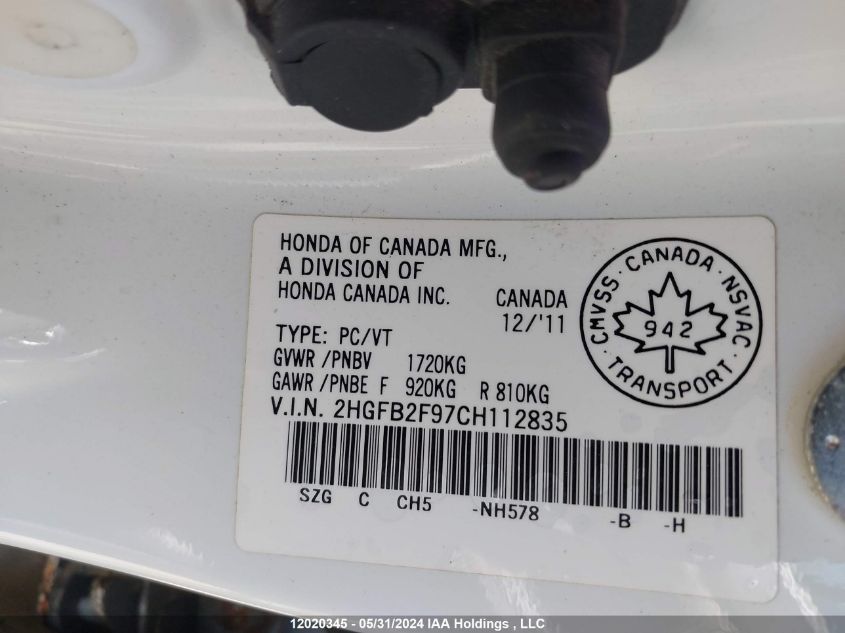 HONDA OF CANADA MFG.,
A DIVISION OF
HONDA CANADA INC. CANADA
12/'11
TYPE: PC/VT
GVWR /PNBV 1720KG
GAWR /PNBE F 920KG R 810KG
V.I.N. 2HGFB2F97CH112835
SZG C CH5 -NH578 -B -H
CMVSS · CANADA · NSVAC
942
· TRANSPORT ·
12020345 - 05/31/2024 IAA Holdings , LLC